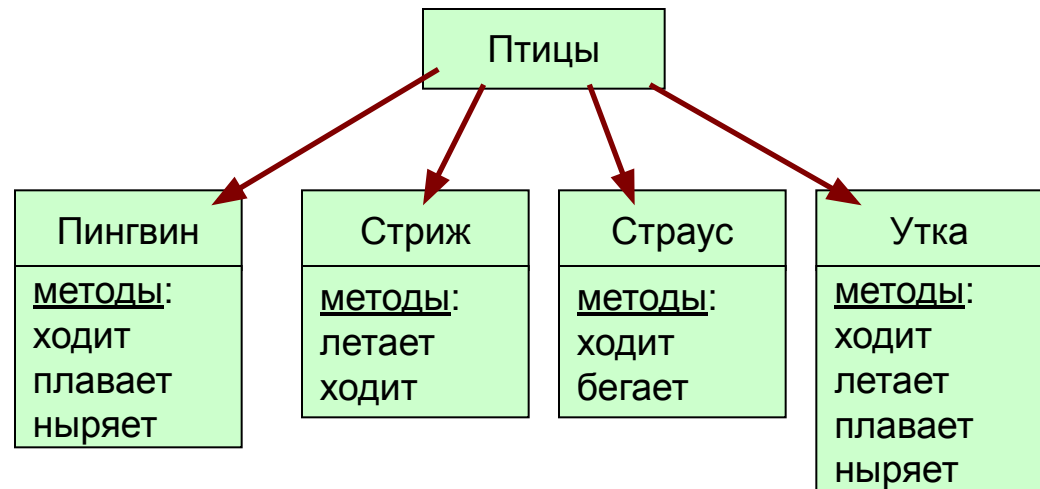 Птицы
Пингвин
методы:
ходит
плавает
ныряет
Стриж
методы:
летает
ходит
Страус
методы:
ходит
бегает
Утка
методы:
ходит
летает
плавает
ныряет